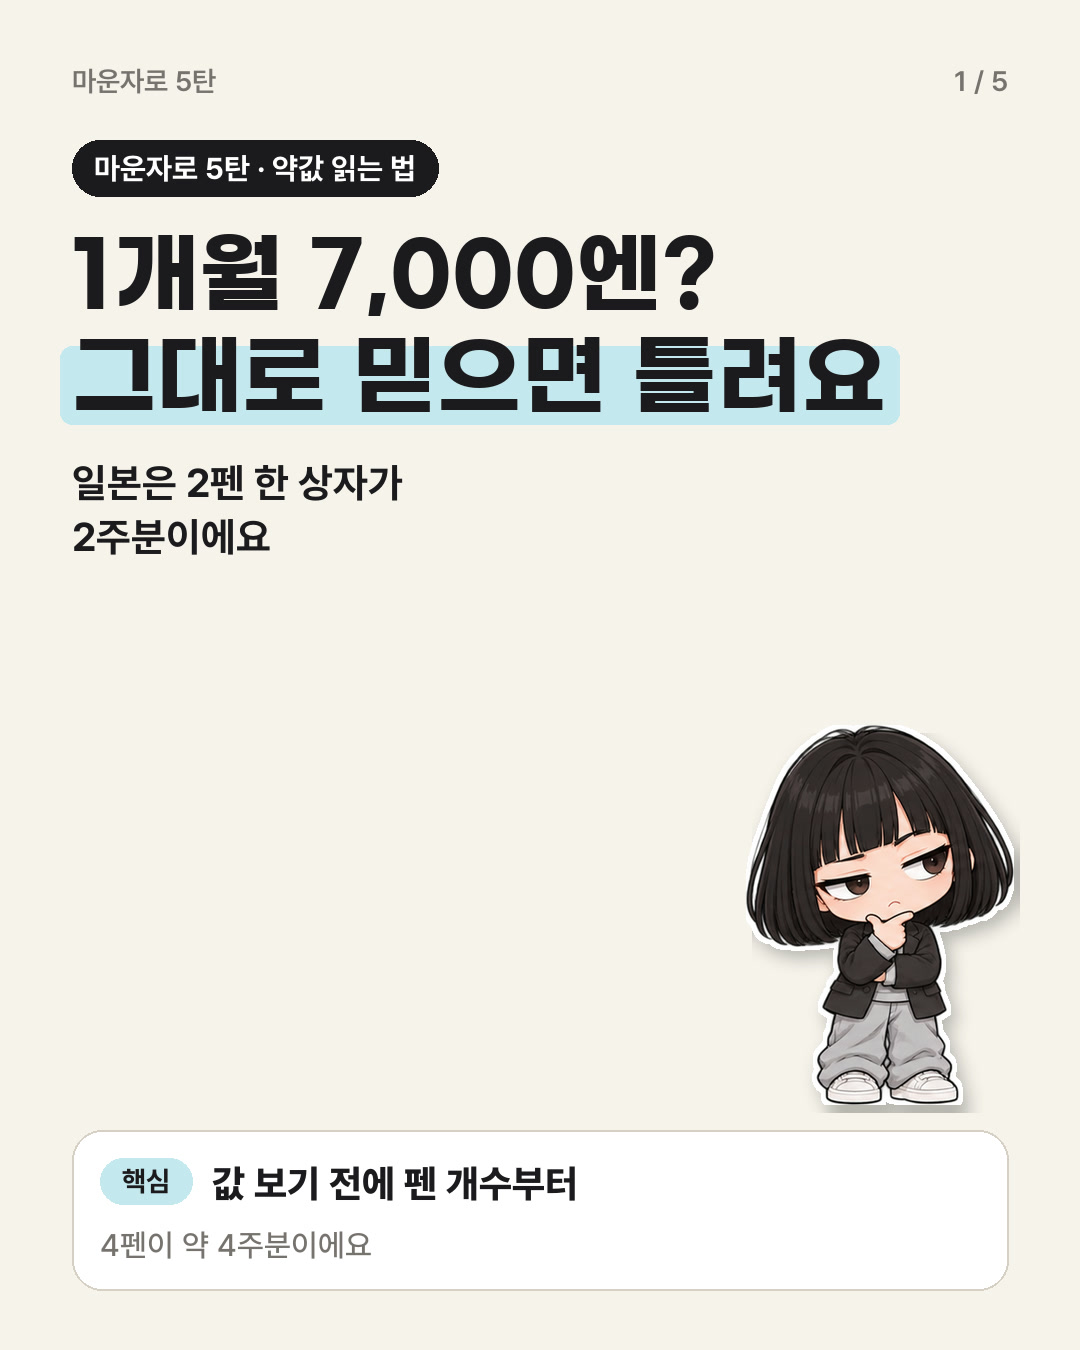 마운자로 5탄
1 / 5
마운자로 5탄 · 약값 읽는 법
1개월 7,000엔?
그대로 믿으면 틀려요
일본은 2펜 한 상자가
2주분이에요
핵심 값 보기 전에 펜 개수부터
4펜이 약 4주분이에요